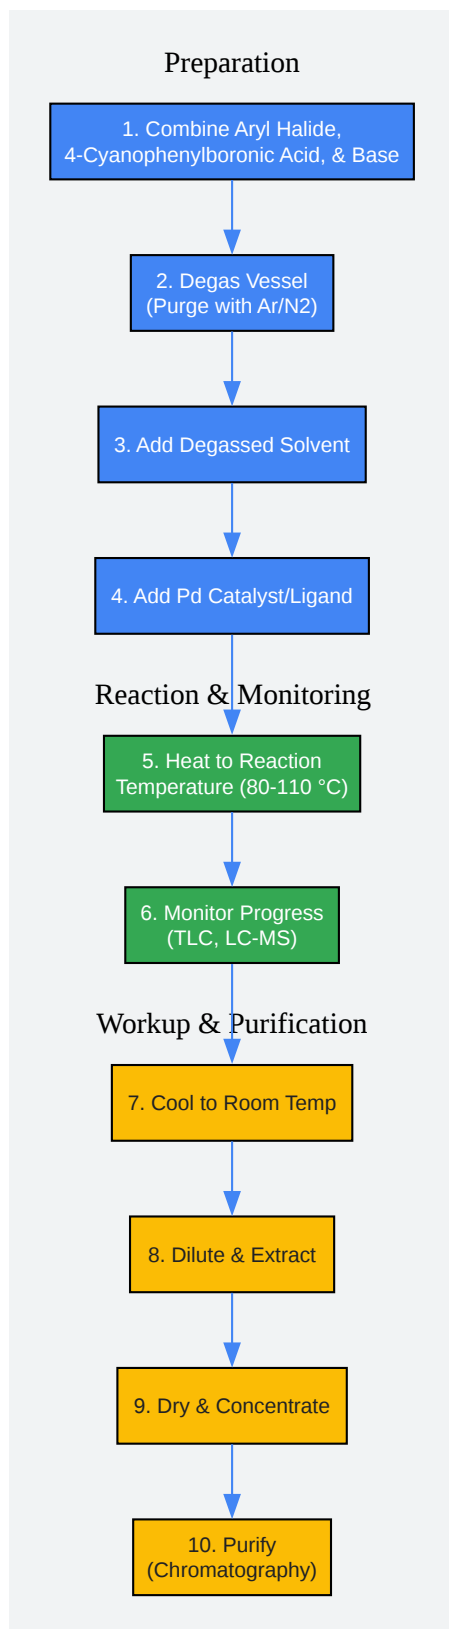 Preparation
1. Combine Aryl Halide,
4-Cyanophenylboronic Acid, & Base
2. Degas Vessel
(Purge with Ar/N2)
3. Add Degassed Solvent
4. Add Pd Catalyst/Ligand
Reaction & Monitoring
5. Heat to Reaction
Temperature (80-110 °C)
6. Monitor Progress
(TLC, LC-MS)
Workup & Purification
7. Cool to Room Temp
8. Dilute & Extract
9. Dry & Concentrate
10. Purify
(Chromatography)